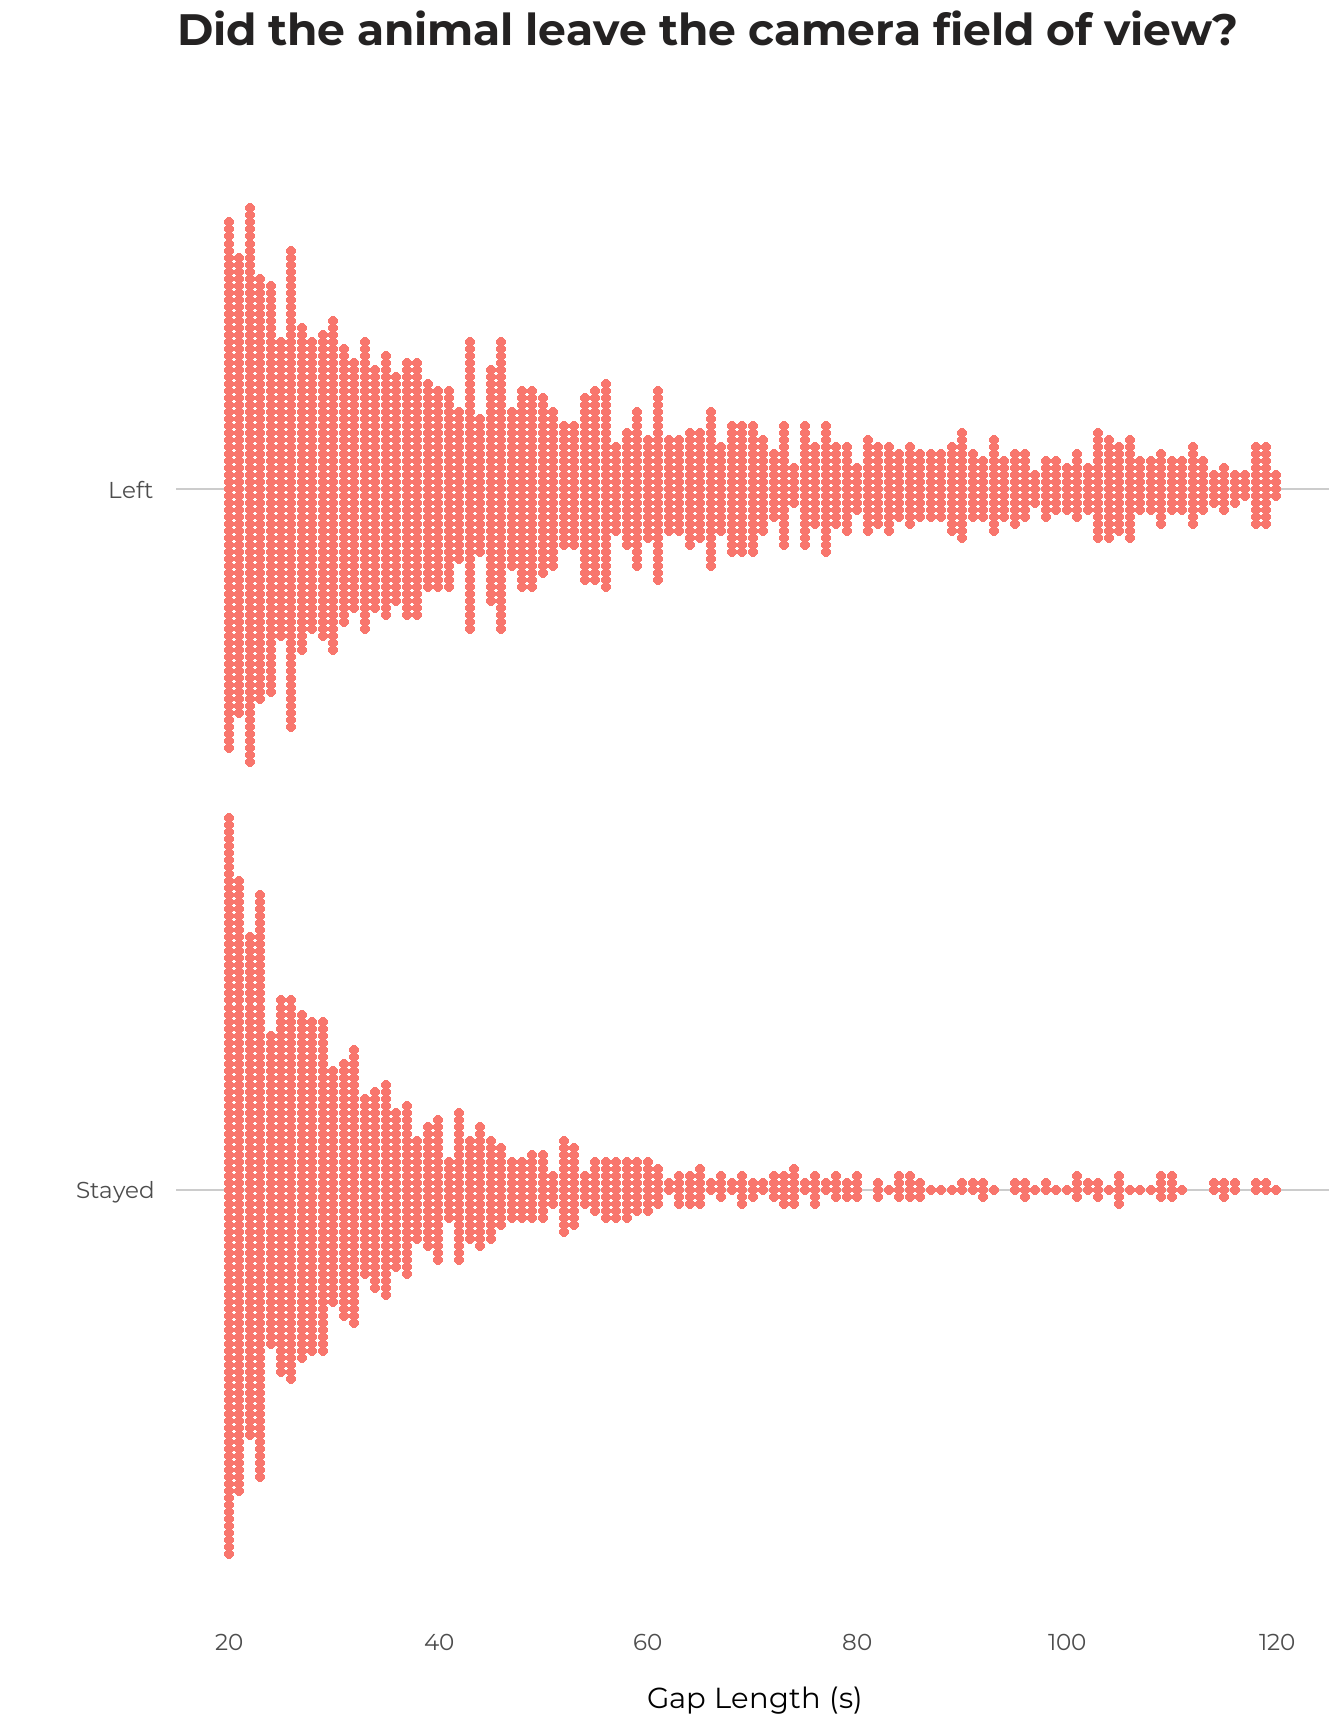 Did the animal leave the camera field of view?
Left
Stayed
20 40 60 80 100 120
Gap Length (s)